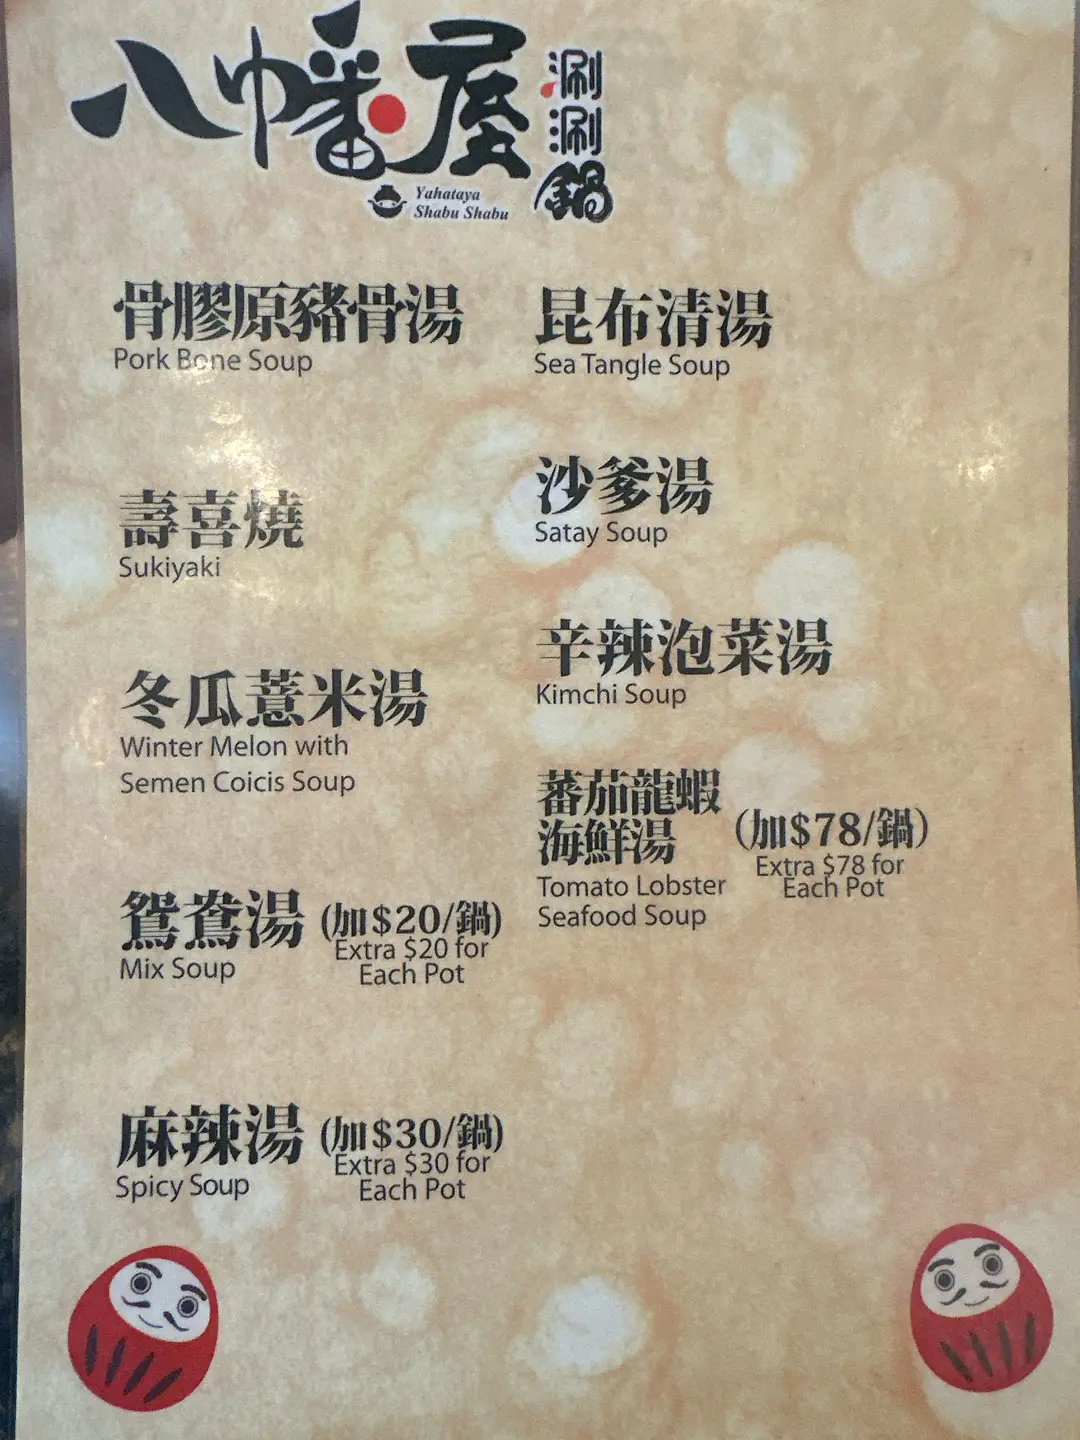 八幡屋
涮涮鍋
Yahataya
Shabu Shabu
骨膠原豬骨湯
Pork Bone Soup
壽喜燒
Sukiyaki
冬瓜薏米湯
Winter Melon with
Semen Coicis Soup
鴛鴦湯 (加$20/鍋)
Mix Soup
Extra $20 for
Each Pot
麻辣湯 (加$30/鍋)
Spicy Soup
Extra $30 for
Each Pot
昆布清湯
Sea Tangle Soup
沙爹湯
Satay Soup
辛辣泡菜湯
Kimchi Soup
蕃茄龍蝦
海鮮湯
(加$78/鍋)
Extra $78 for
Each Pot
Tomato Lobster
Seafood Soup